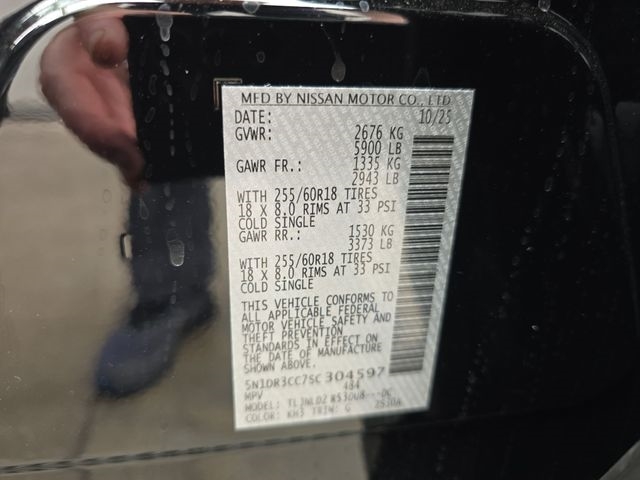 MFD BY NISSAN MOTOR CO., LTD
DATE: 10/25
GVWR: 2676 KG
5900 LB
GAWR FR.: 1335 KG
2943 LB
WITH 255/60R18 TIRES
18 X 8.0 RIMS AT 33 PSI
COLD SINGLE
GAWR RR.: 1530 KG
3373 LB
WITH 255/60R18 TIRES
18 X 8.0 RIMS AT 33 PSI
COLD SINGLE
THIS VEHICLE CONFORMS TO
ALL APPLICABLE FEDERAL
MOTOR VEHICLE SAFETY AND
THEFT PREVENTION
STANDARDS IN EFFECT ON
THE DATE OF MANUFACTURE
SHOWN ABOVE.
5N1DR3CC7SC304597
MPV 484
MODEL:
COLOR: KH3 TRIM: G